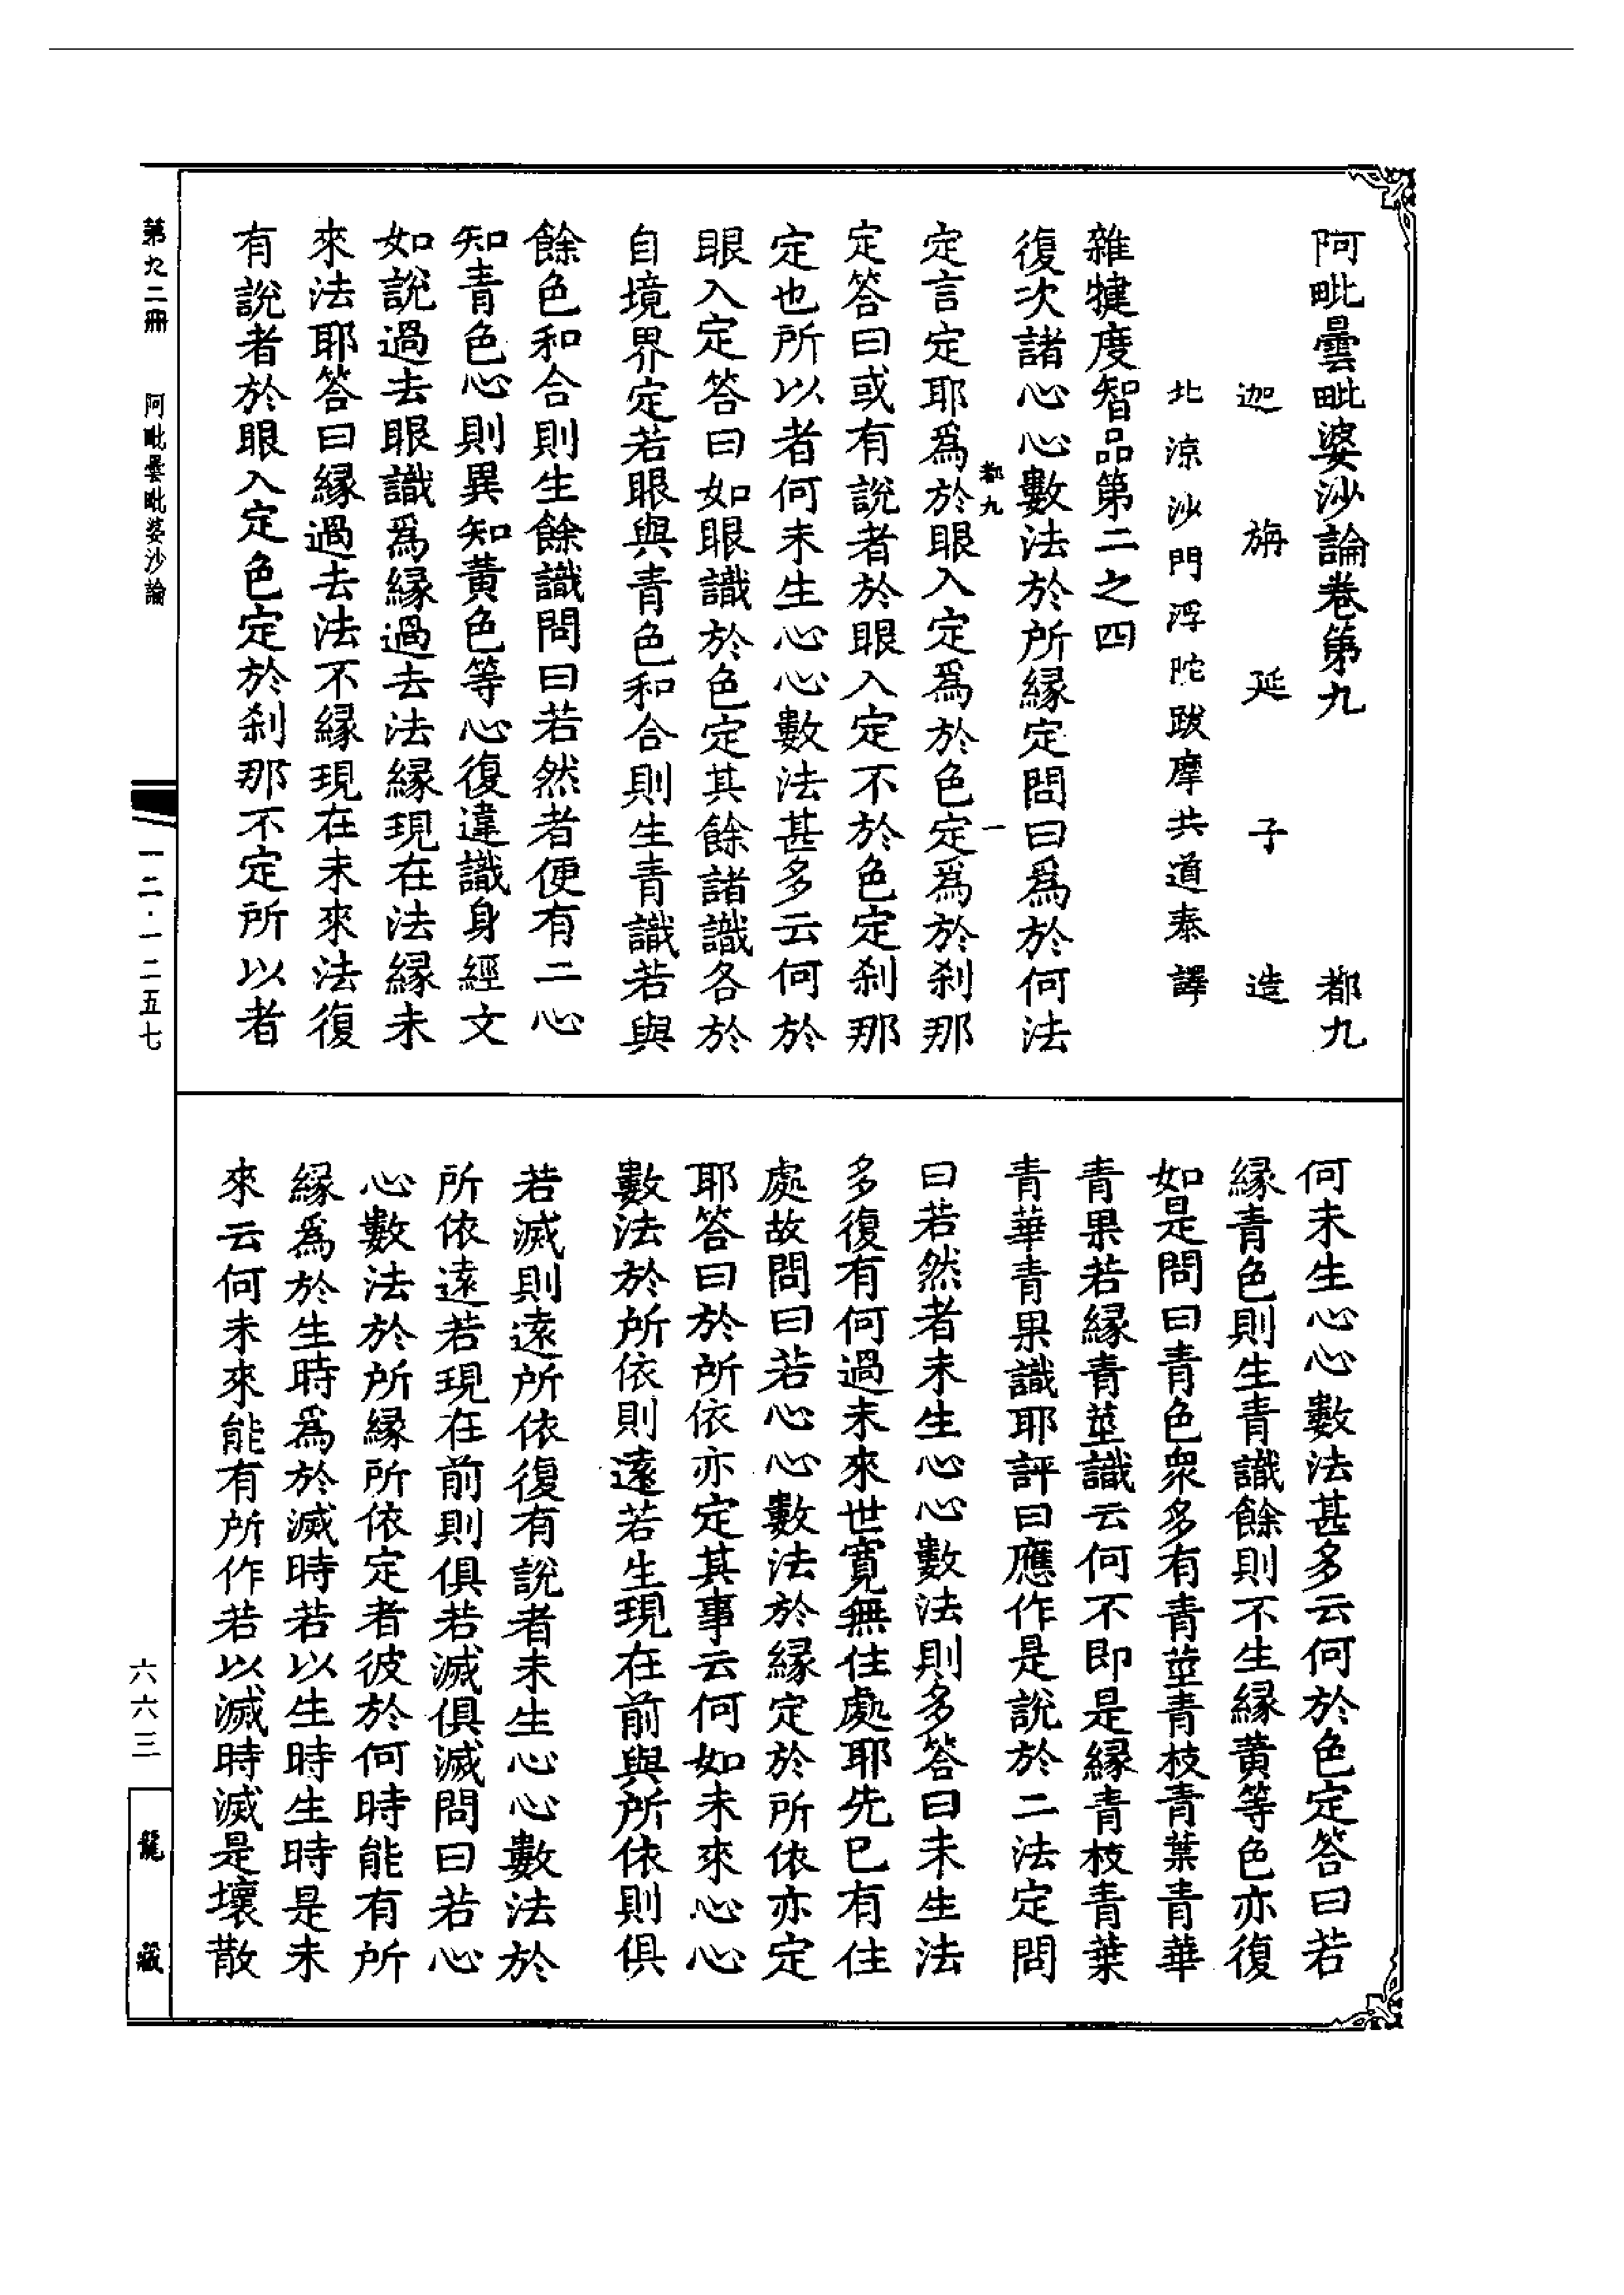 阿毗曇毗婆沙論卷第九　都九
迦旃延子造
北涼沙門浮陀跋摩共道泰譯
雜犍度智品第二之四
復次諸心心數法於所緣定問曰爲於何法
都九　一
定言定耶爲於眼入定爲於色定爲於刹那
定答曰或有說者於眼入定不於色定刹那
定也所以者何未生心心數法甚多云何於
眼入定答曰如眼識於色定其餘諸識各於
自境界定若眼與青色和合則生青識若與
餘色和合則生餘識問曰若然者便有二心
知青色心則異知黃色等心復違識身經文
如說過去眼識爲緣過去法緣現在法緣未
來法耶答曰緣過去法不緣現在未來法復
有說者於眼入定色定於刹那不定所以者
何未生心心數法甚多云何於色定答曰若
緣青色則生青識餘則不生緣黃等色亦復
如是問曰青色衆多有青莖青枝青葉青華
青果若緣青莖識云何不即是緣青枝青葉
青華青果識耶評曰應作是說於二法定問
曰若然者未生心心數法則多答曰未生法
多復有何過未來世寬無住處耶先已有住
處故問曰若心心數法於緣定於所依亦定
耶答曰於所依亦定其事云何如未來心心
數法於所依則遠若生現在前與所依則俱
若滅則遠所依復有說者未生心心數法於
所依遠若現在前則俱若滅俱滅問曰若心
心數法於所緣所依定者彼於何時能有所
緣爲於生時爲於滅時若以生時生時是未
來云何未來能有所作若以滅時滅是壞散
第九二冊　阿毗曇毗婆沙論　一二·一二五七　六六三
龍藏